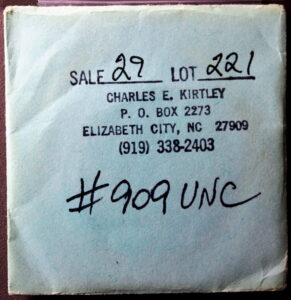 SALE 29 LOT 221
CHARLES E. KIRTLEY
P. O. BOX 2273
ELIZABETH CITY, NC 27909
(919) 338-2403
#909 UNC